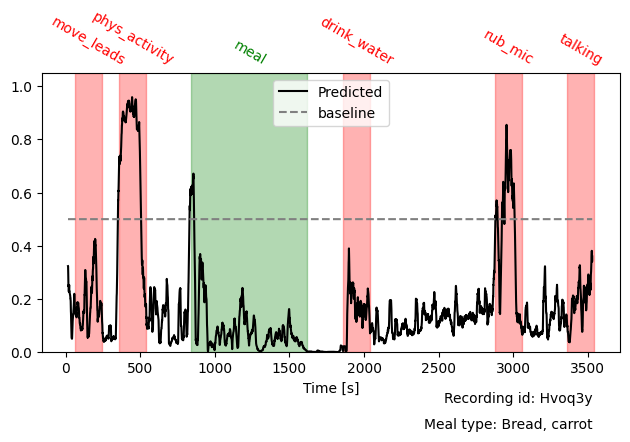 move_leads
phys_activity
meal
drink_water
rub_mic
talking
Predicted
baseline
1.0
0.8
0.6
0.4
0.2
0.0
0 500 1000 1500 2000 2500 3000 3500
Time [s]
Recording id: Hvoq3y
Meal type: Bread, carrot